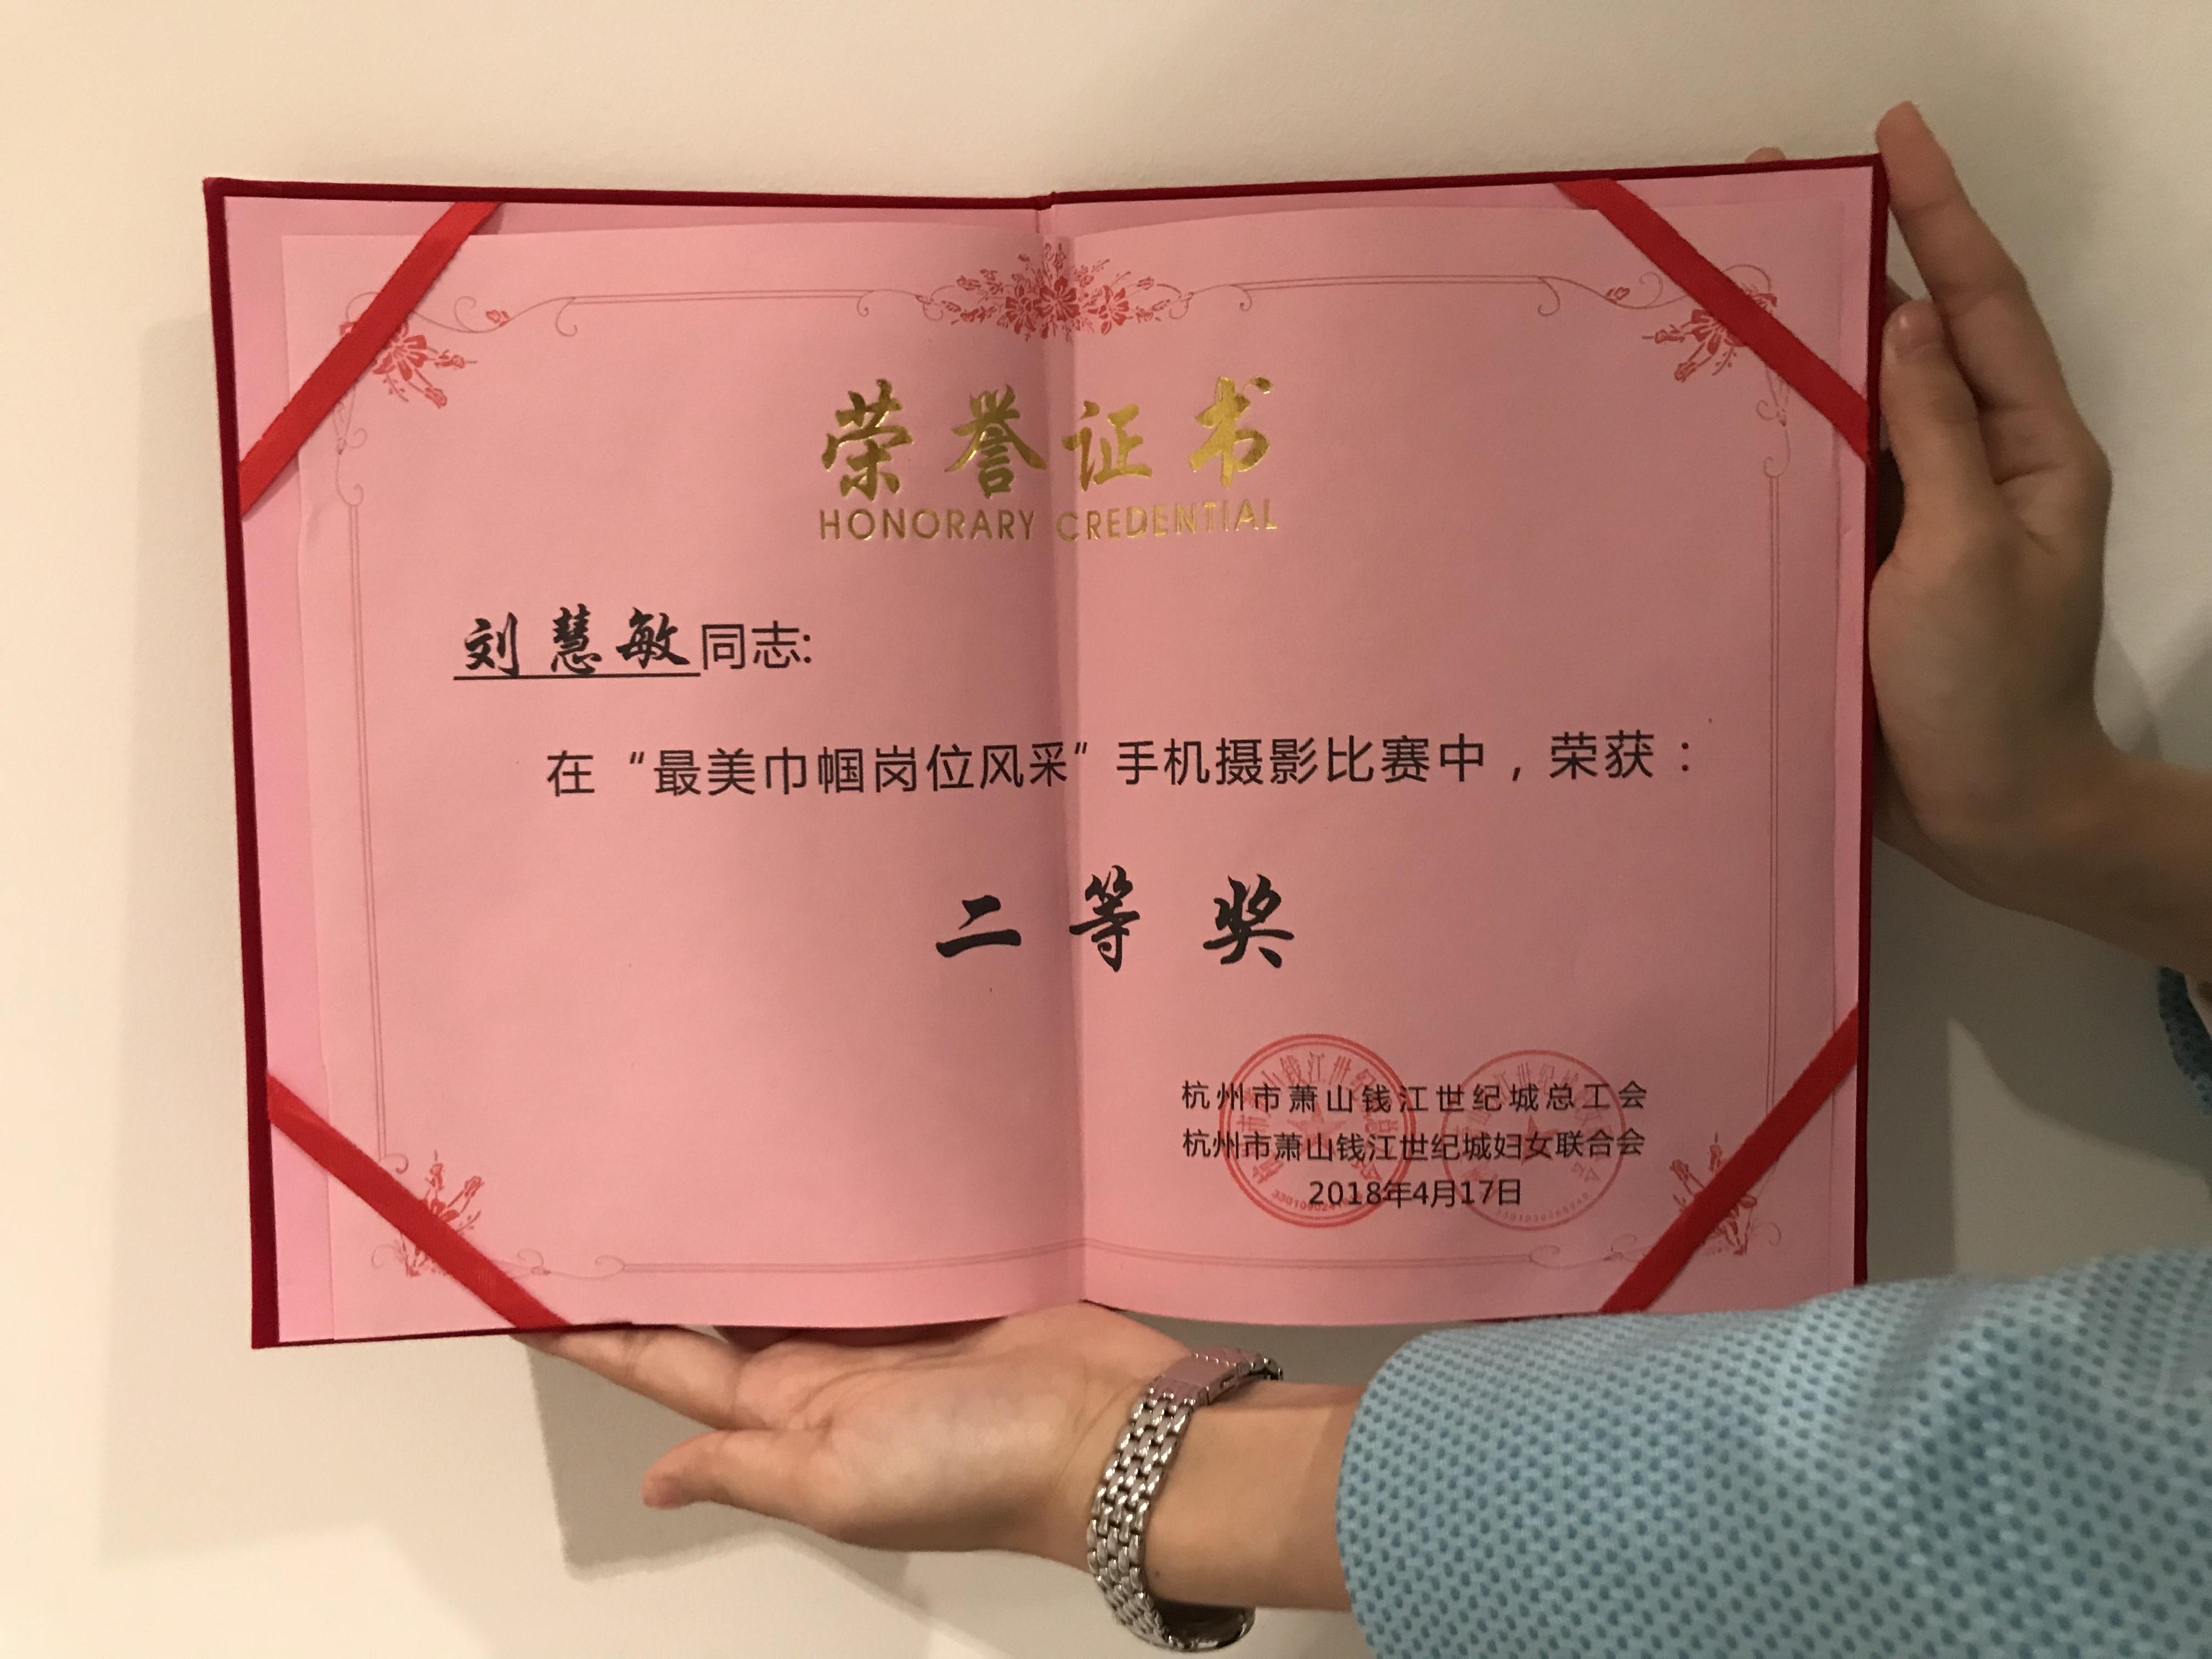 荣誉证书
HONORARY CREDENTIAL
刘慧敏同志:
在“最美巾帼岗位风采”手机摄影比赛中，荣获：
二等奖
杭州市萧山钱江世纪城总工会
杭州市萧山钱江世纪城妇女联合会
2018年4月17日